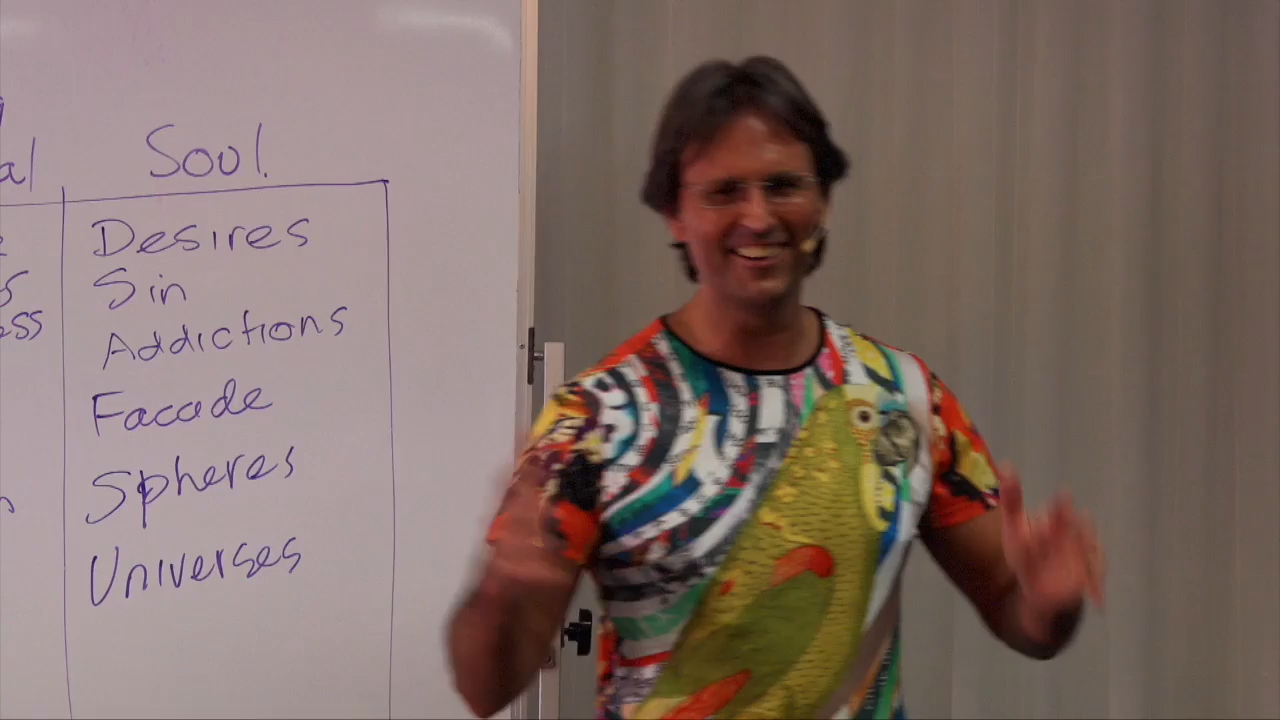 Soul
Desires
Sin
Addictions
Facade
Spheres
Universes